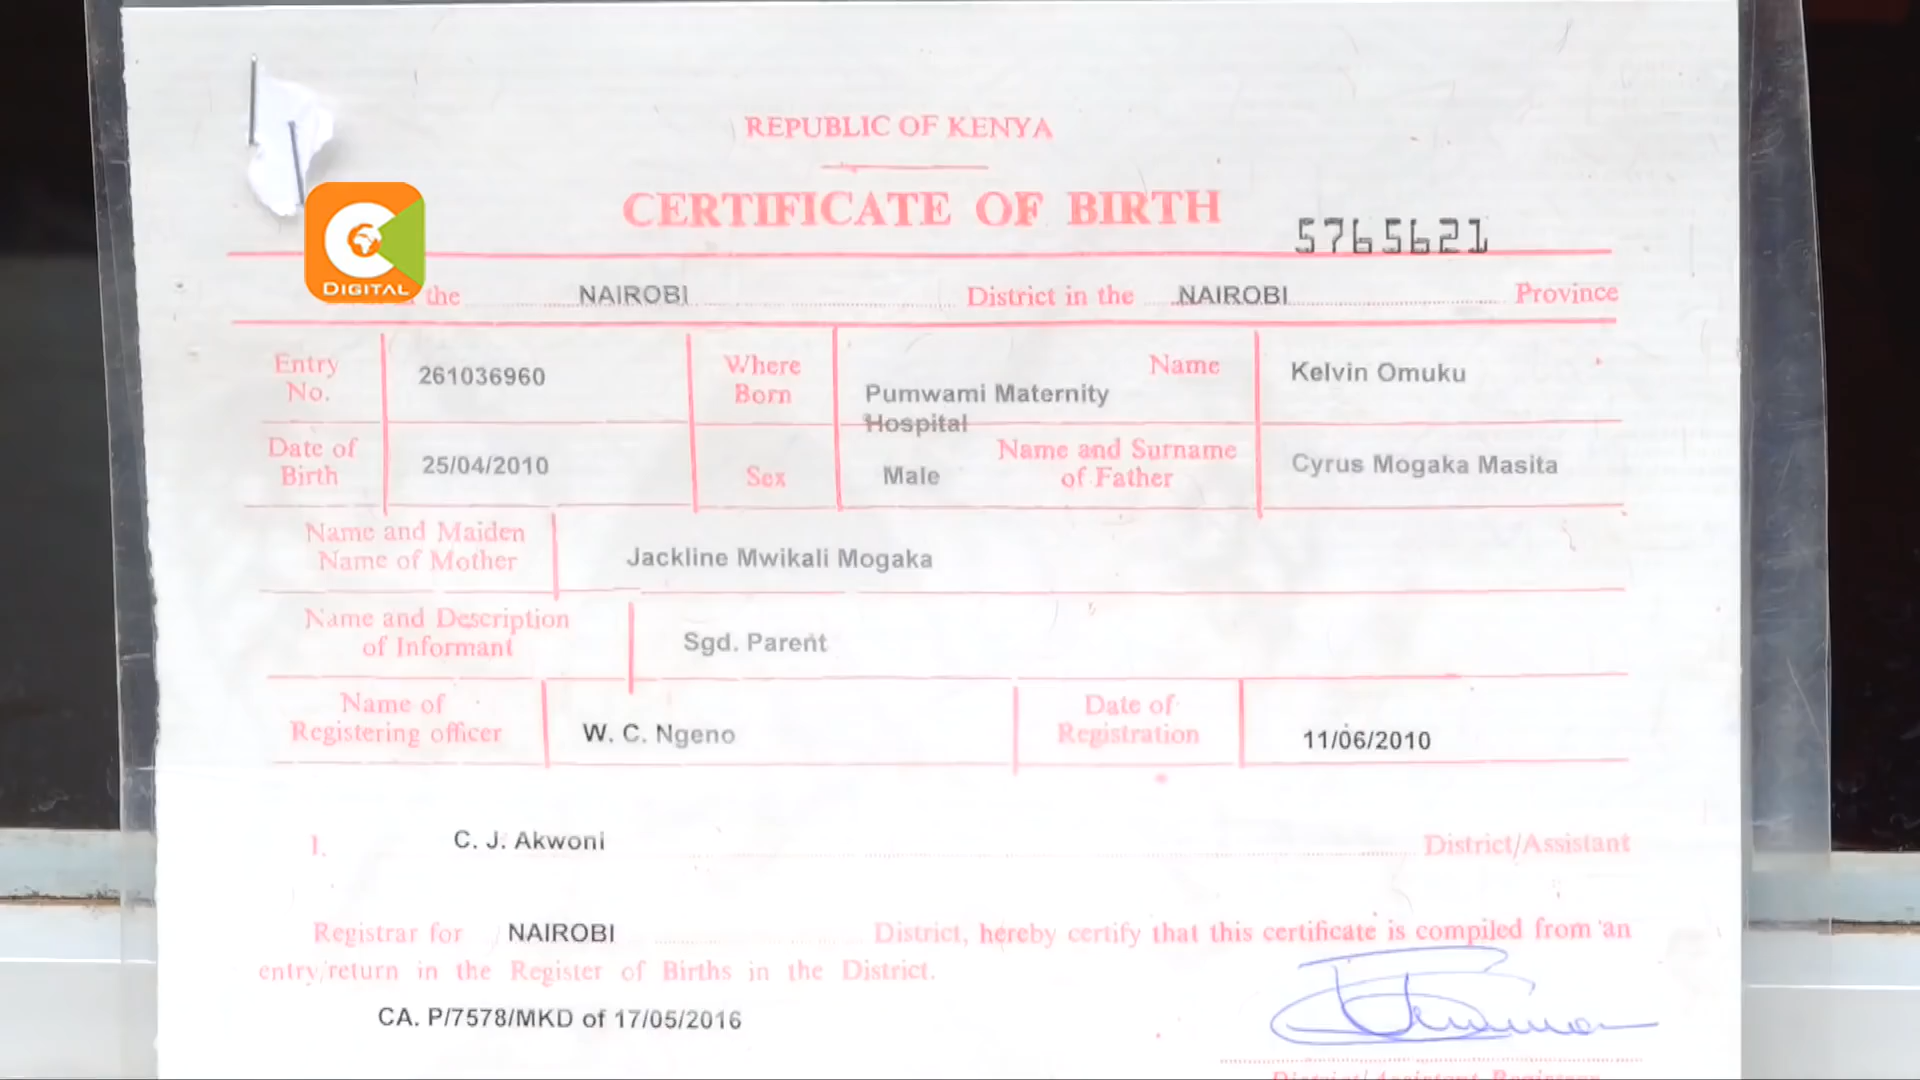 REPUBLIC OF KENYA
CERTIFICATE OF BIRTH
5765621
DIGITAL
the NAIROBI District in the NAIROBI Province
Entry No. 261036960 Where Born Pumwami Maternity Hospital Name Kelvin Omuku
Date of Birth 25/04/2010 Sex Male Name and Surname of Father Cyrus Mogaka Masita
Name and Maiden Name of Mother Jackline Mwikali Mogaka
Name and Description of Informant Sgd. Parent
Name of Registering officer W. C. Ngeno Date of Registration 11/06/2010
I. C. J. Akwoni District/Assistant
Registrar for NAIROBI District, hereby certify that this certificate is compiled from an
entry/return in the Register of Births in the District.
CA. P/7578/MKD of 17/05/2016